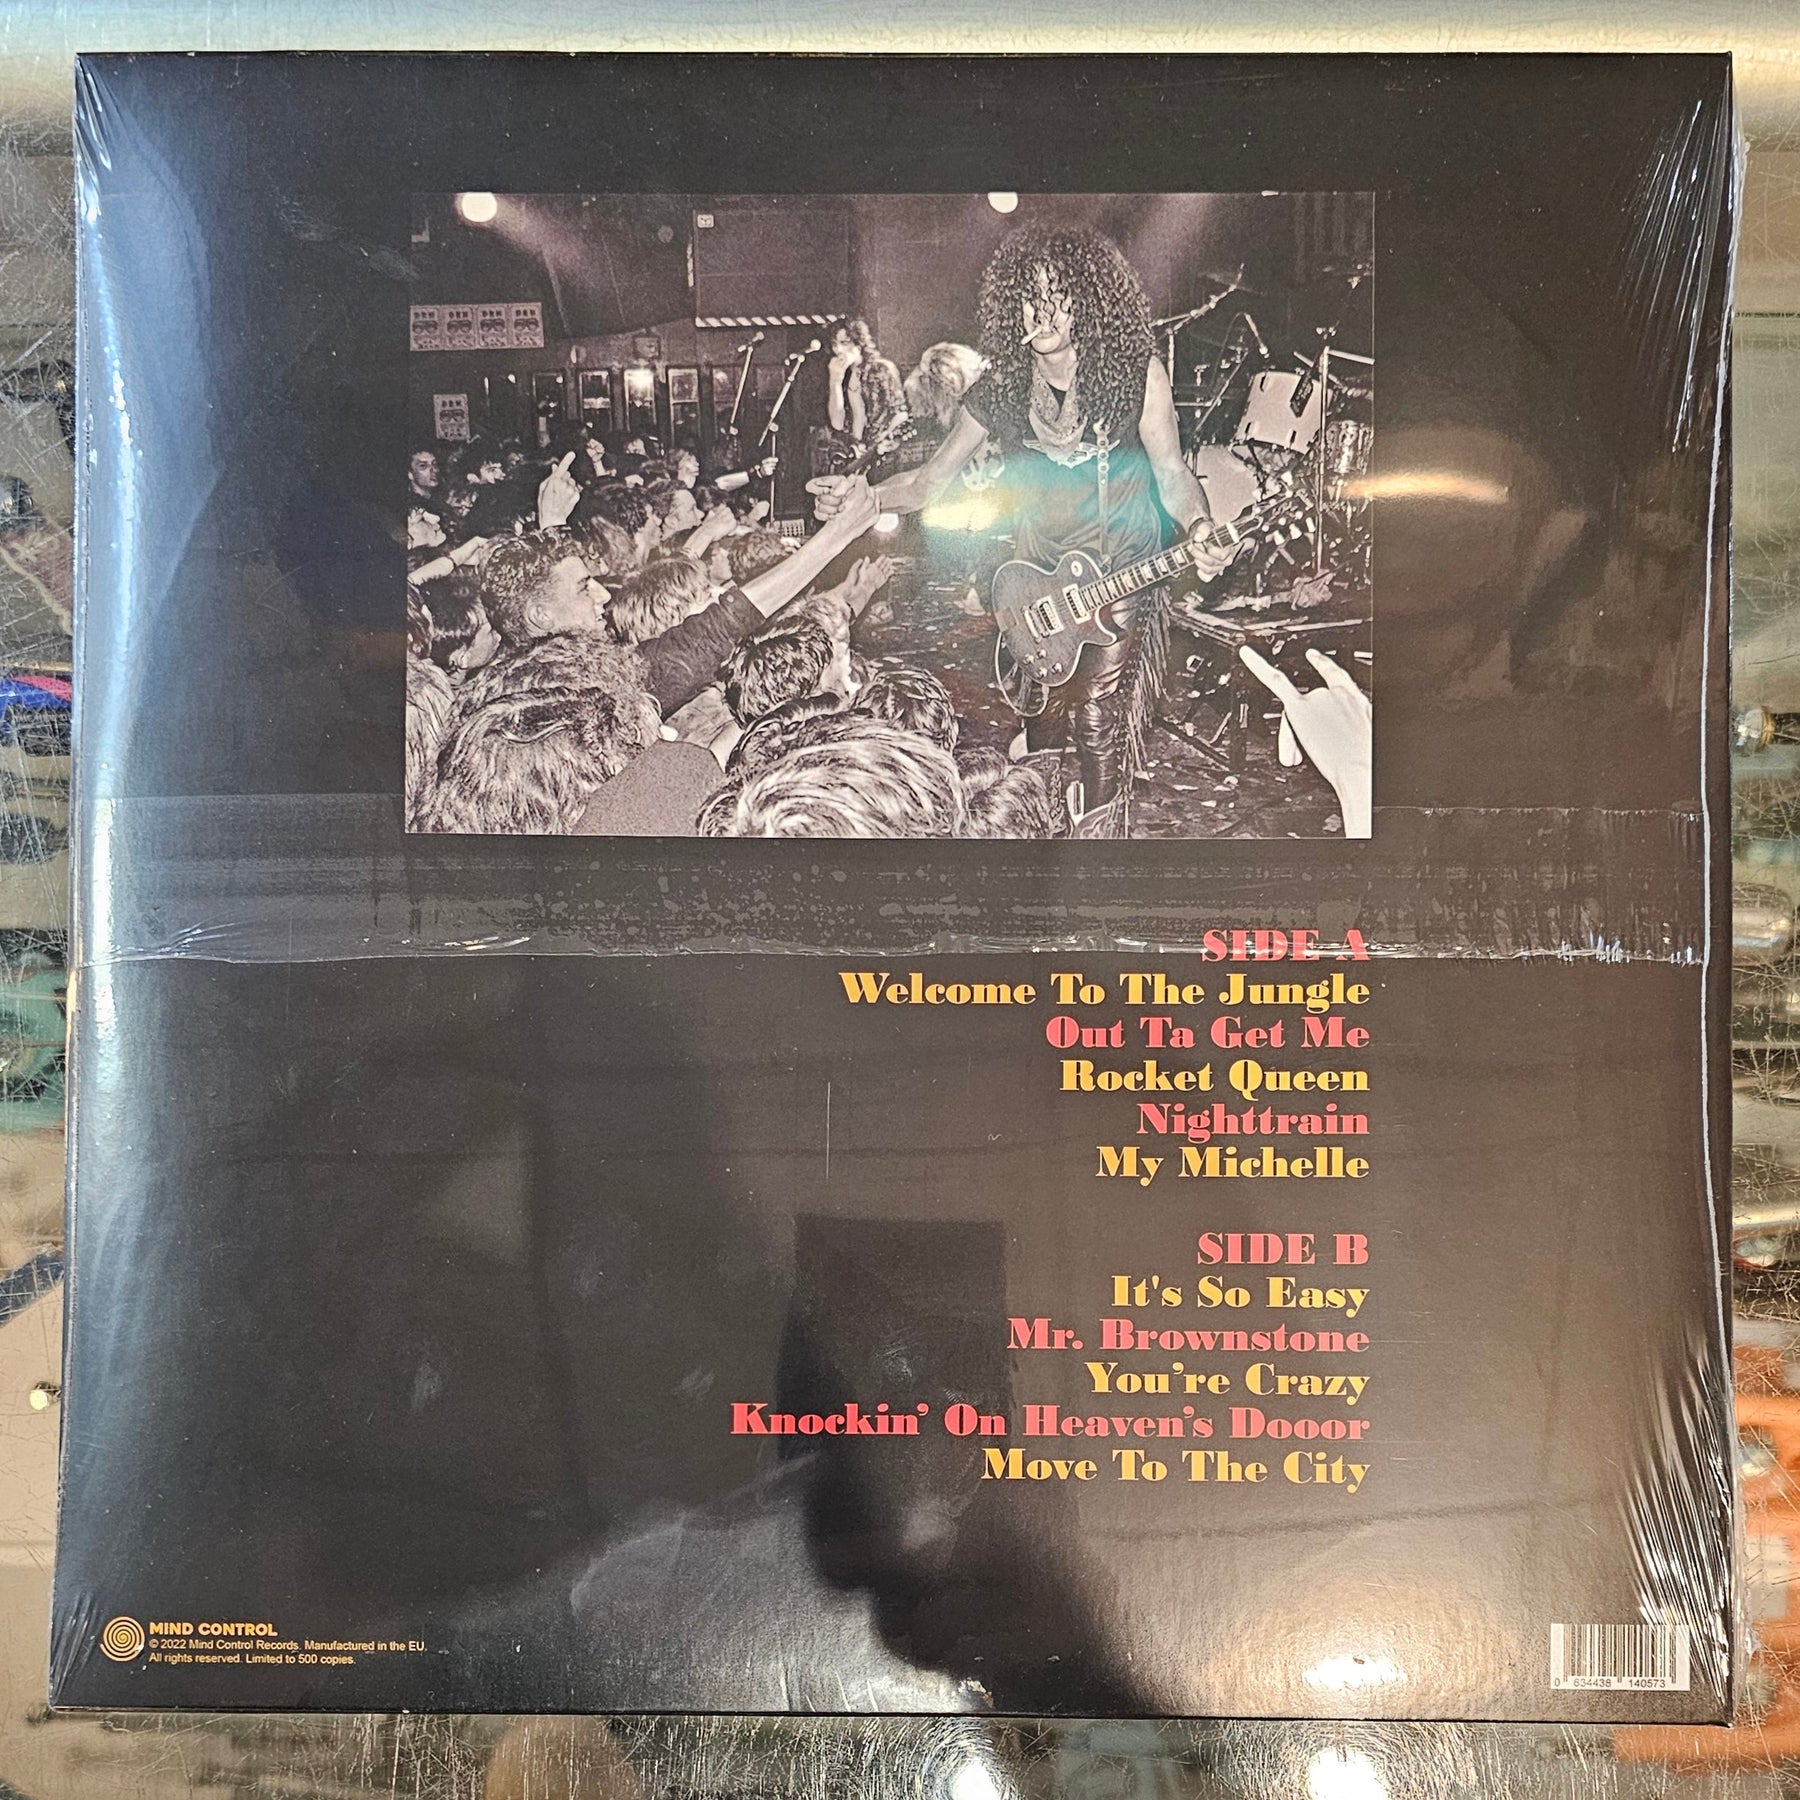 SIDE A
Welcome To The Jungle
Out Ta Get Me
Rocket Queen
Nighttrain
My Michelle
SIDE B
It's So Easy
Mr. Brownstone
You're Crazy
Knockin' On Heaven's Dooor
Move To The City
MIND CONTROL
© 2022 Mind Control Records. Manufactured in the EU.
All rights reserved. Limited to 500 copies.
0 634438 140573